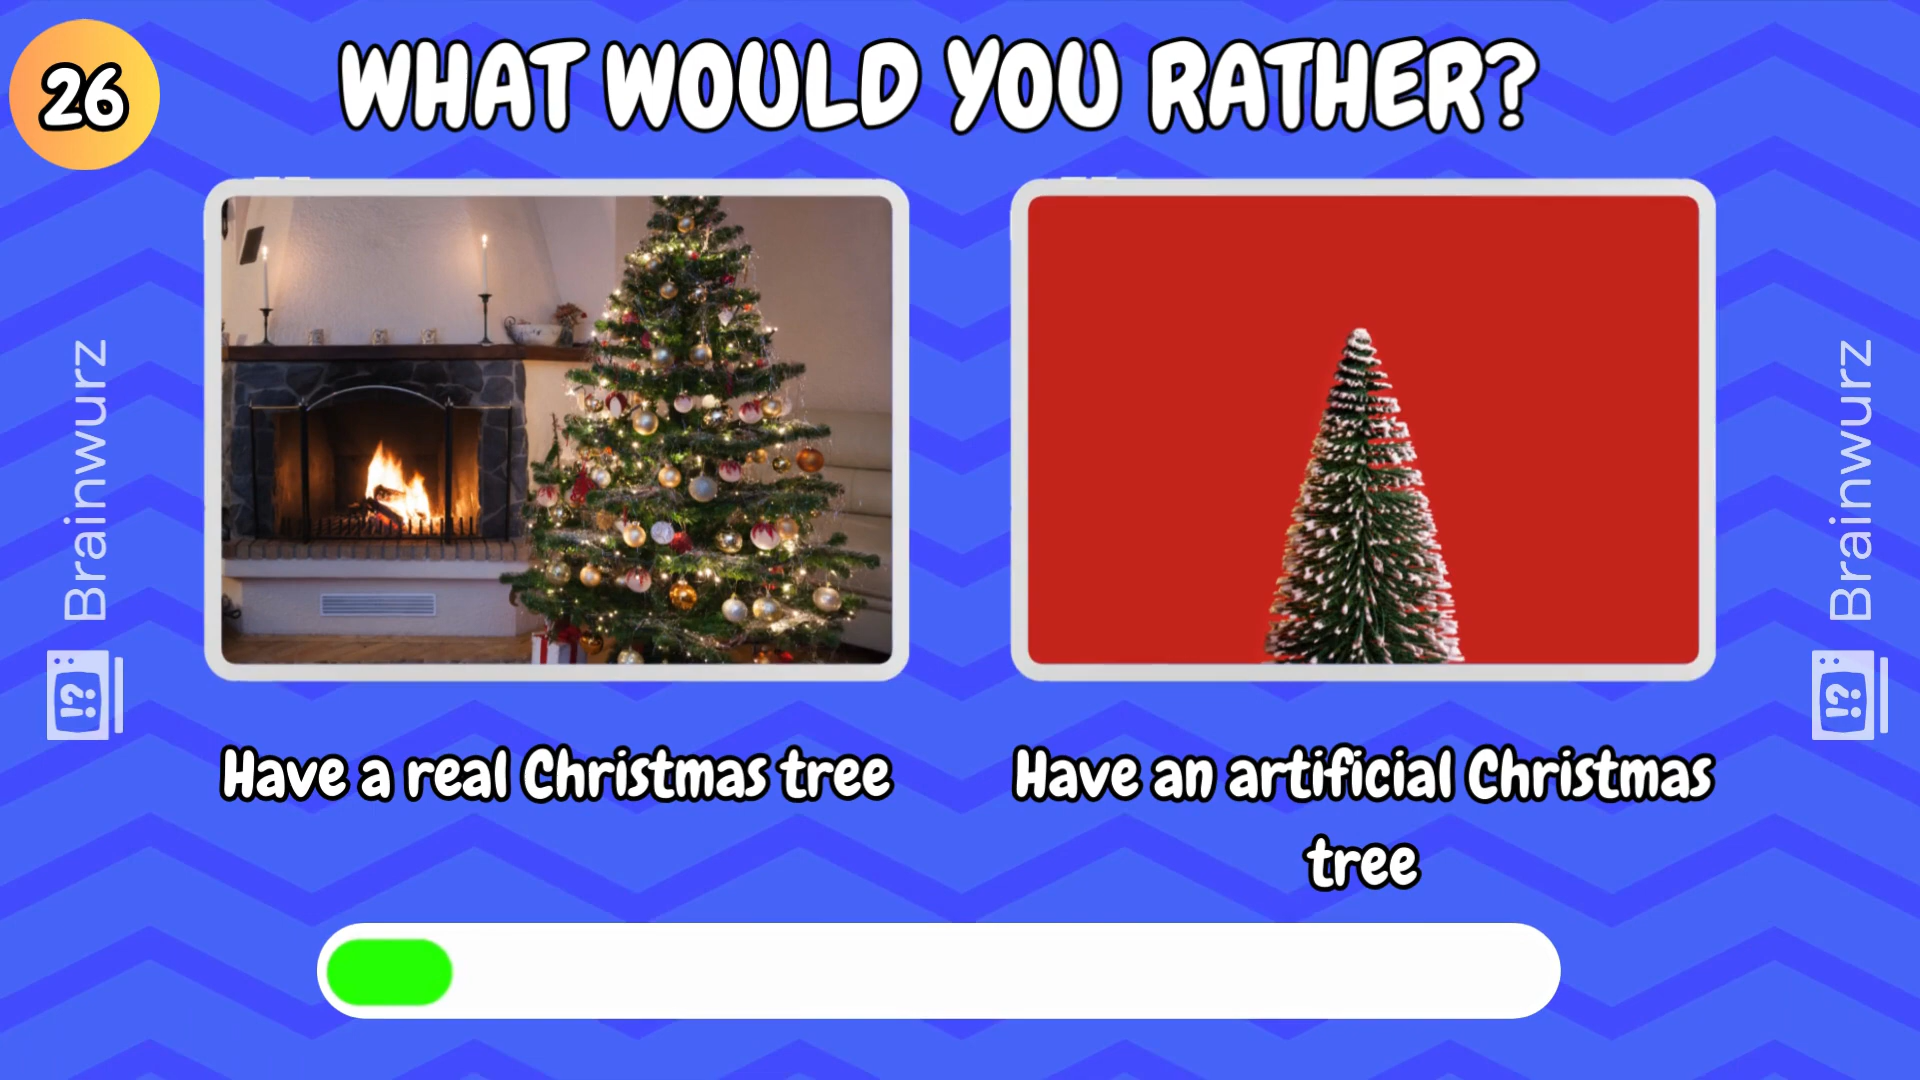 26
WHAT WOULD YOU RATHER?
Brainwurz
!?
Have a real Christmas tree
Have an artificial Christmas
tree
Brainwurz
!?